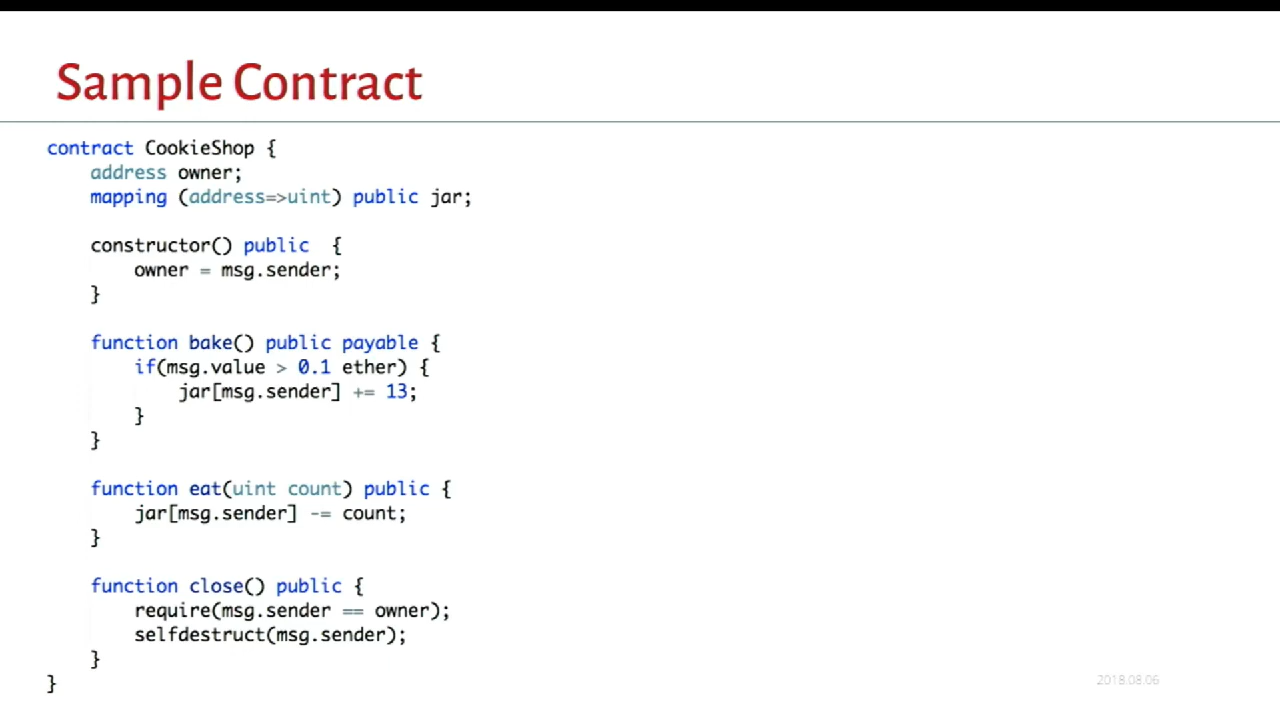 Sample Contract
contract CookieShop {
address owner;
mapping (address=>uint) public jar;
constructor() public {
owner = msg.sender;
}
function bake() public payable {
if(msg.value > 0.1 ether) {
jar[msg.sender] += 13;
}
}
function eat(uint count) public {
jar[msg.sender] -= count;
}
function close() public {
require(msg.sender == owner);
selfdestruct(msg.sender);
}
}
2018.08.06